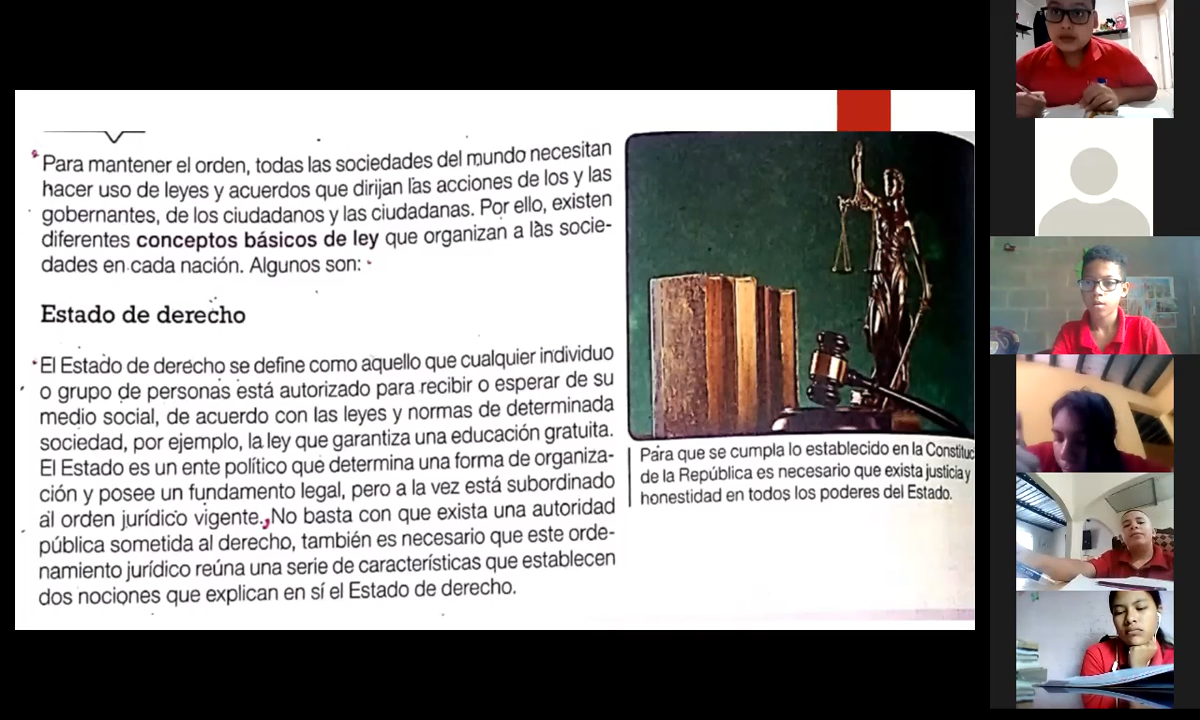 Para mantener el orden, todas las sociedades del mundo necesitan
hacer uso de leyes y acuerdos que dirijan las acciones de los y las
gobernantes, de los ciudadanos y las ciudadanas. Por ello, existen
diferentes conceptos básicos de ley que organizan a las socie-
dades en cada nación. Algunos son:
Estado de derecho
El Estado de derecho se define como aquello que cualquier individuo
o grupo de personas está autorizado para recibir o esperar de su
medio social, de acuerdo con las leyes y normas de determinada
sociedad, por ejemplo, la ley que garantiza una educación gratuita.
El Estado es un ente político que determina una forma de organiza-
ción y posee un fundamento legal, pero a la vez está subordinado
al orden jurídico vigente. No basta con que exista una autoridad
pública sometida al derecho, también es necesario que este orde-
namiento jurídico reúna una serie de características que establecen
dos nociones que explican en sí el Estado de derecho.
Para que se cumpla lo establecido en la Constituc
de la República es necesario que exista justicia y
honestidad en todos los poderes del Estado.